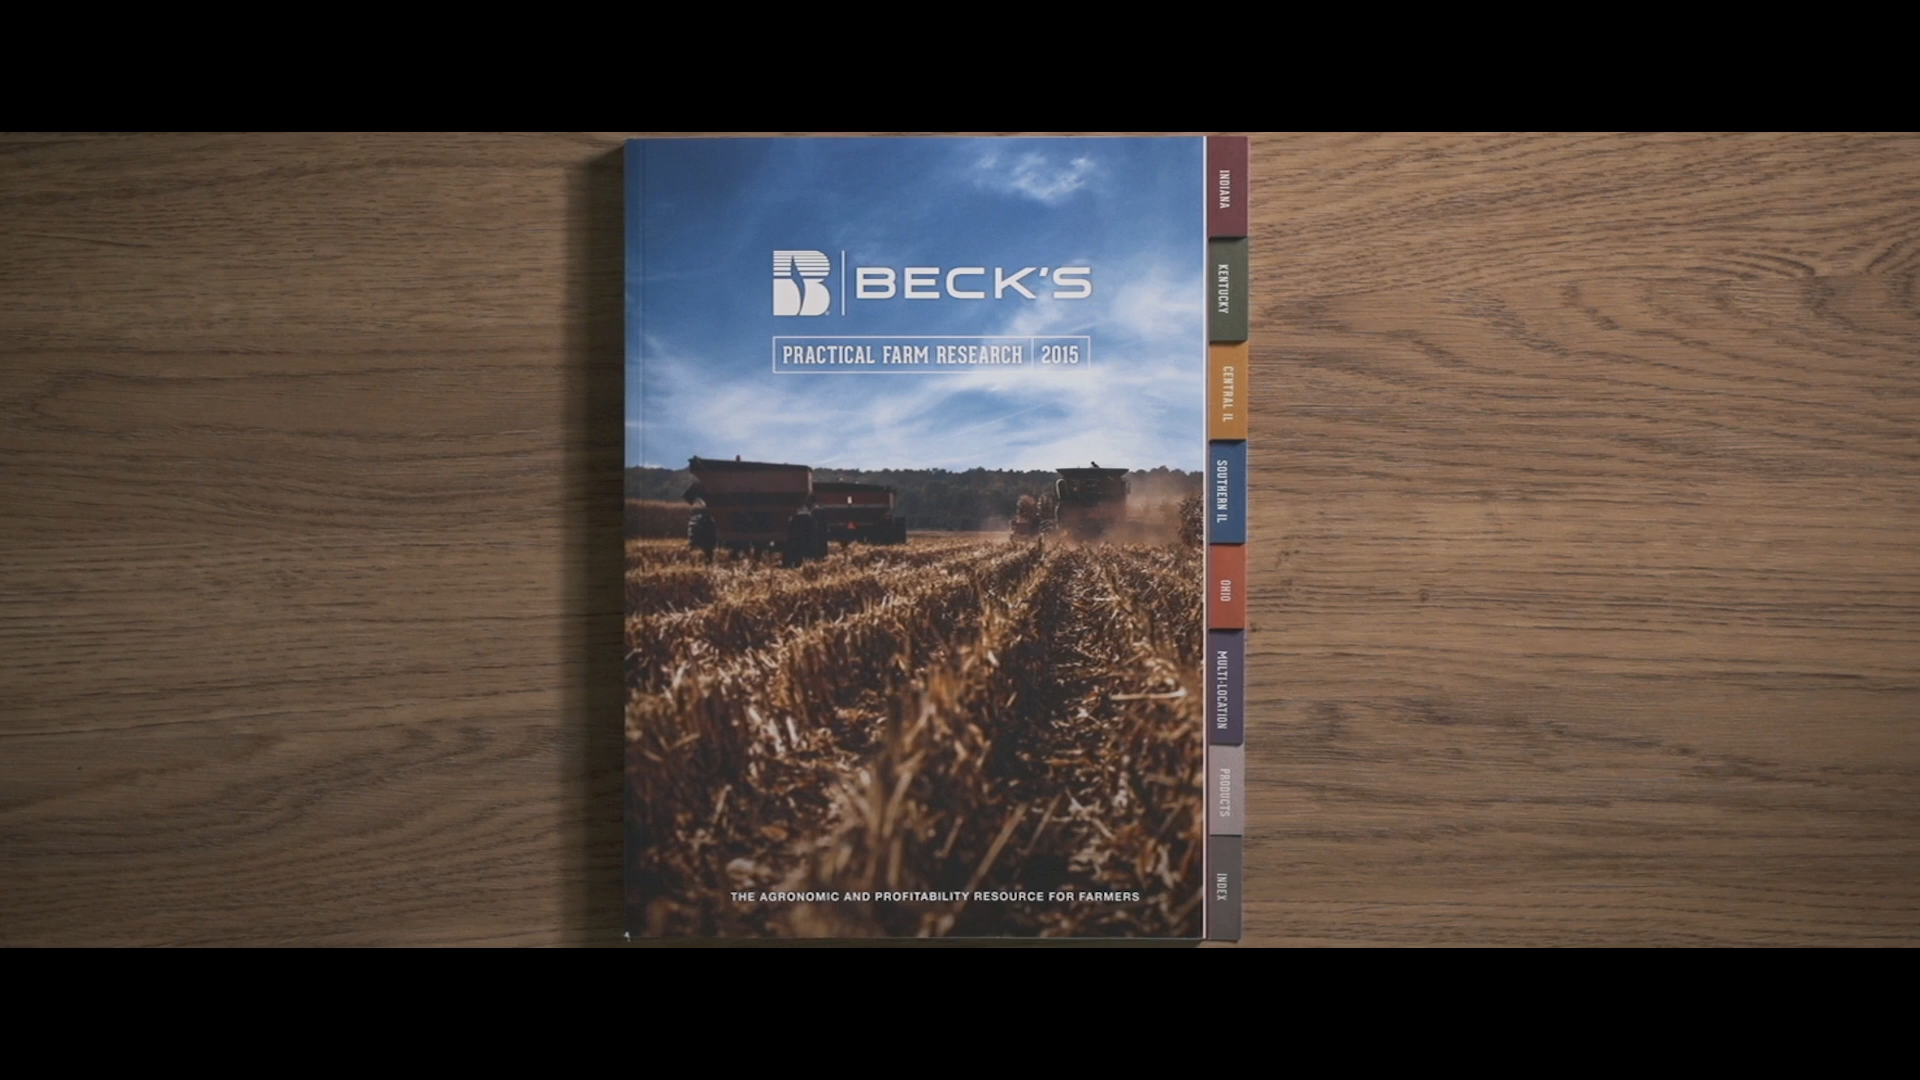 BECK'S
PRACTICAL FARM RESEARCH 2015
THE AGRONOMIC AND PROFITABILITY RESOURCE FOR FARMERS
INDIANA
KENTUCKY
CENTRAL IL
SOUTHERN IL
OHIO
MULTI-LOCATION
PRODUCTS
INDEX